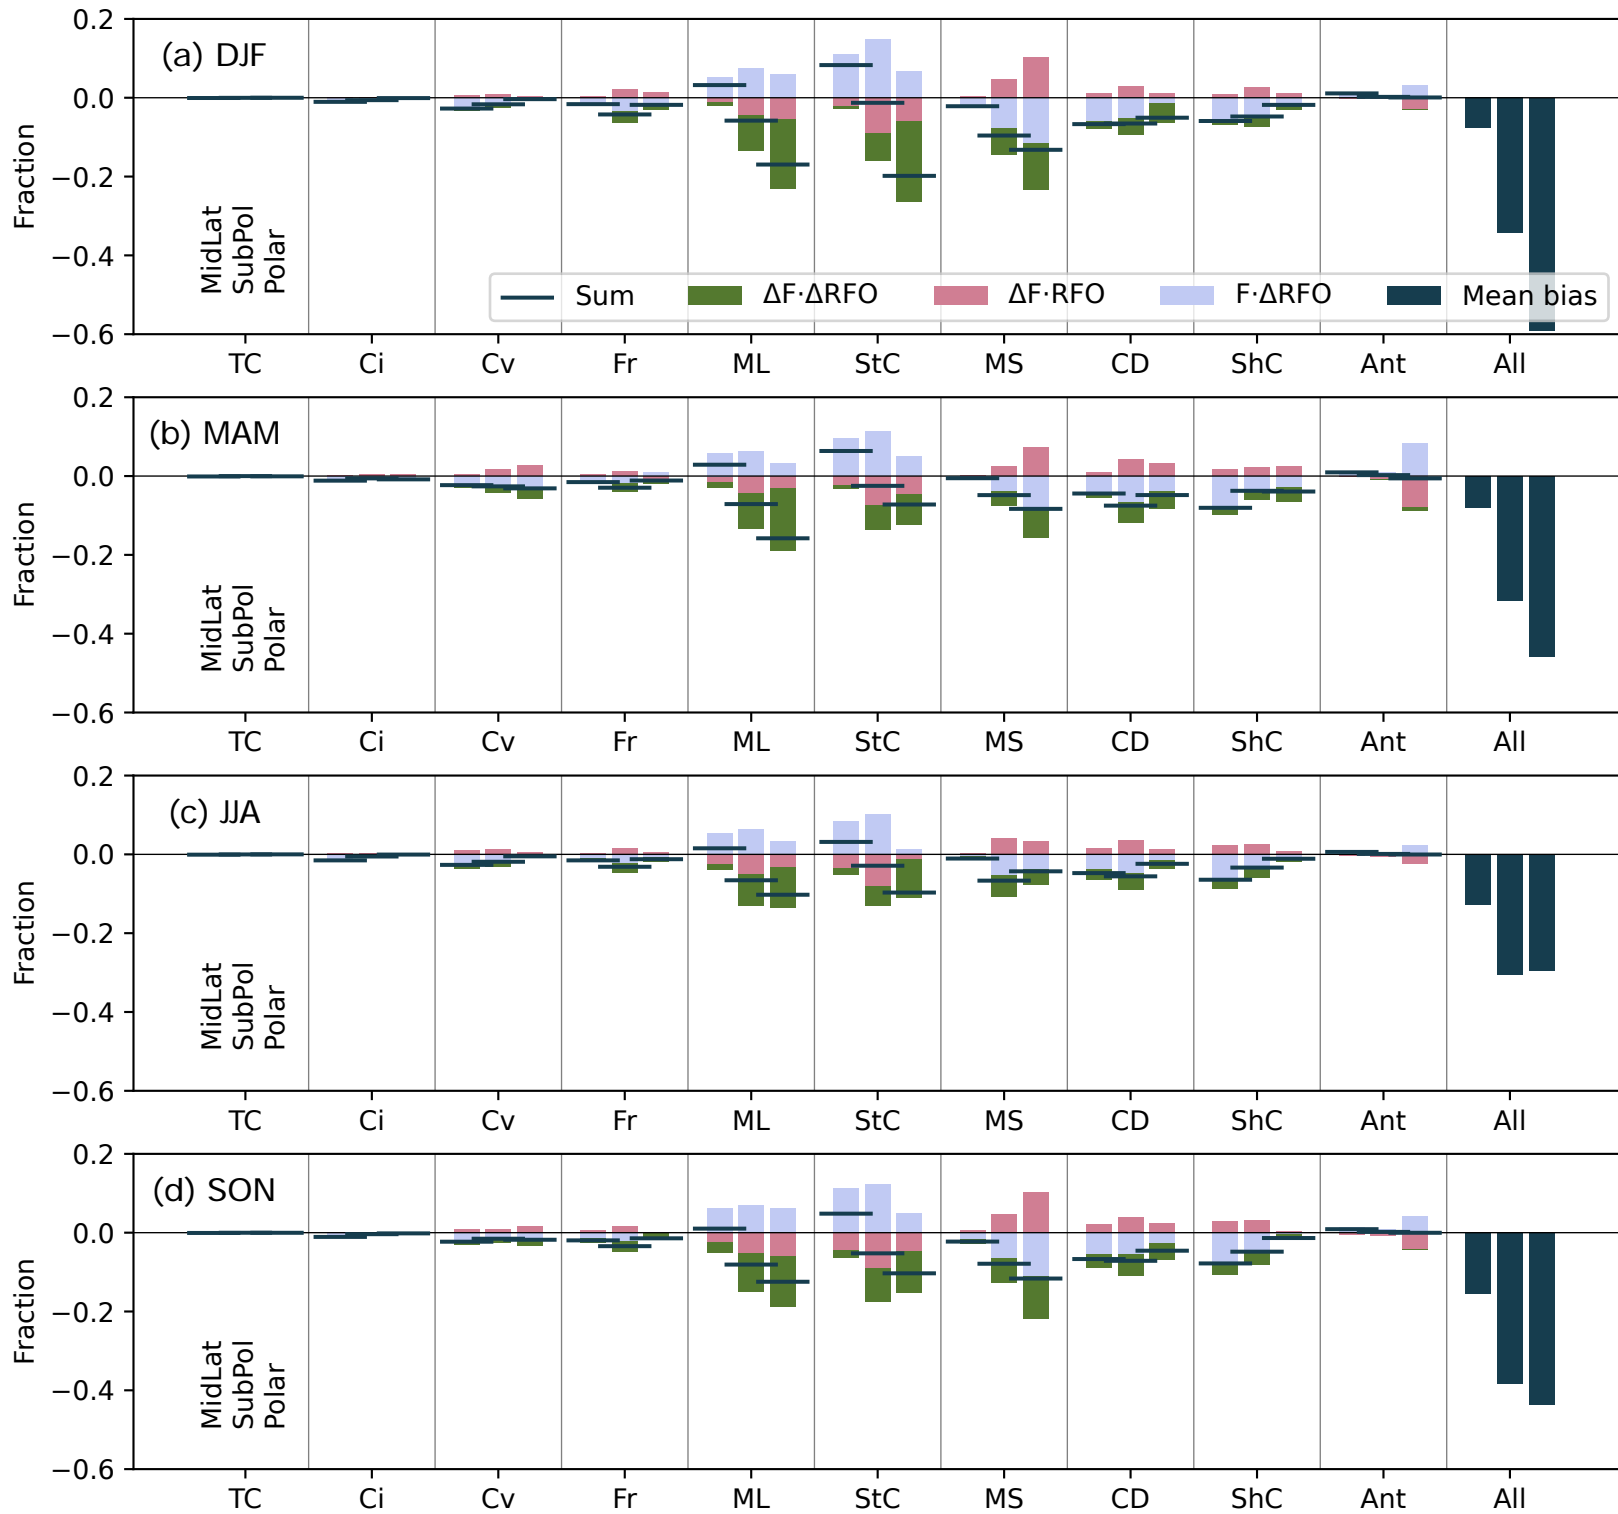 0.2
(a) DJF
0.0
−0.2
−0.4
−0.6
Fraction
MidLat
SubPol
Polar
Sum
ΔF·ΔRFO
ΔF·RFO
F·ΔRFO
Mean bias
TC Ci Cv Fr ML StC MS CD ShC Ant All
0.2
(b) MAM
0.0
−0.2
−0.4
−0.6
Fraction
MidLat
SubPol
Polar
TC Ci Cv Fr ML StC MS CD ShC Ant All
0.2
(c) JJA
0.0
−0.2
−0.4
−0.6
Fraction
MidLat
SubPol
Polar
TC Ci Cv Fr ML StC MS CD ShC Ant All
0.2
(d) SON
0.0
−0.2
−0.4
−0.6
Fraction
MidLat
SubPol
Polar
TC Ci Cv Fr ML StC MS CD ShC Ant All